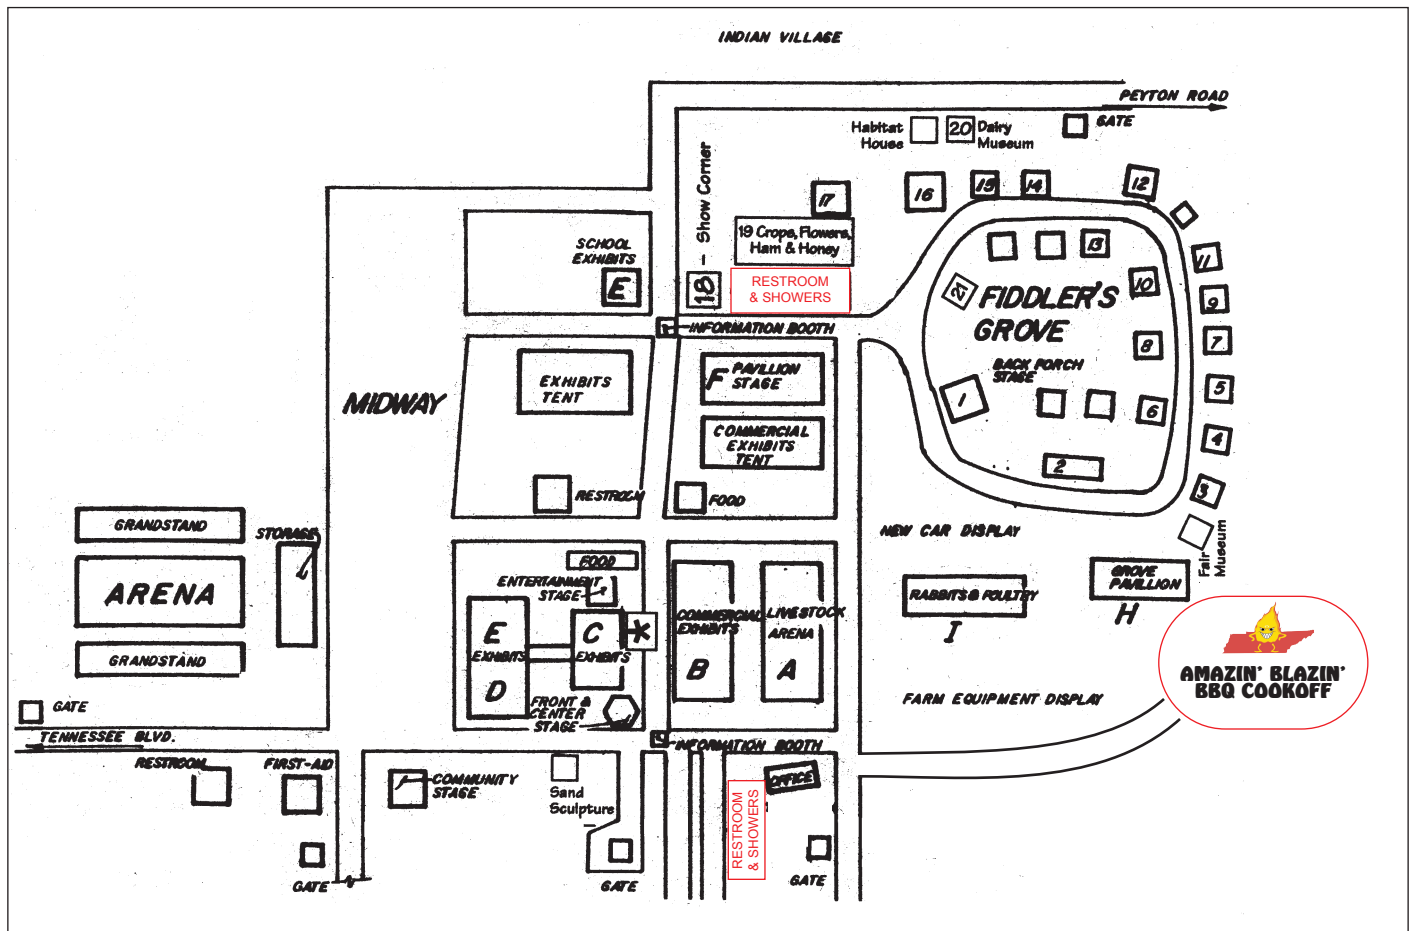 INDIAN VILLAGE
PEYTON ROAD
GATE
Habitat
House
20
Dairy
Museum
18 - Show Corner
17
16
15
14
12
19 Crops, Flowers,
Ham & Honey
RESTROOM
& SHOWERS
SCHOOL
EXHIBITS
E
INFORMATION BOOTH
13
11
10
9
21
FIDDLER'S
GROVE
8
7
BACK PORCH
STAGE
1
6
5
4
2
3
Fair
Museum
MIDWAY
EXHIBITS
TENT
F PAVILLION
STAGE
COMMERCIAL
EXHIBITS
TENT
RESTROOM
FOOD
NEW CAR DISPLAY
GRANDSTAND
STORAGE
ARENA
GRANDSTAND
FOOD
ENTERTAINMENT
STAGE
E
EXHIBITS
D
C
EXHIBITS
*
FRONT &
CENTER
STAGE
COMMERCIAL
EXHIBITS
B
LIVESTOCK
ARENA
A
RABBITS & POULTRY
I
GROVE
PAVILLION
H
AMAZIN' BLAZIN'
BBQ COOKOFF
FARM EQUIPMENT DISPLAY
GATE
TENNESSEE BLVD.
RESTROOM
FIRST-AID
COMMUNITY
STAGE
Sand
Sculpture
INFORMATION BOOTH
OFFICE
RESTROOM
& SHOWERS
GATE
GATE
GATE